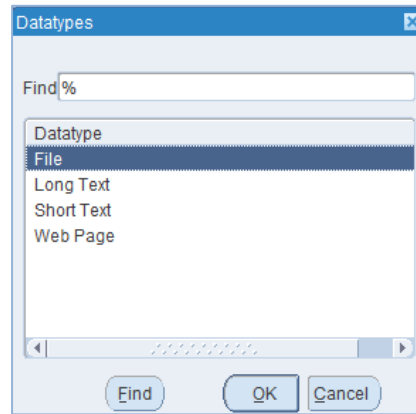 Datatypes
Find %
Datatype
File
Long Text
Short Text
Web Page
Find OK Cancel